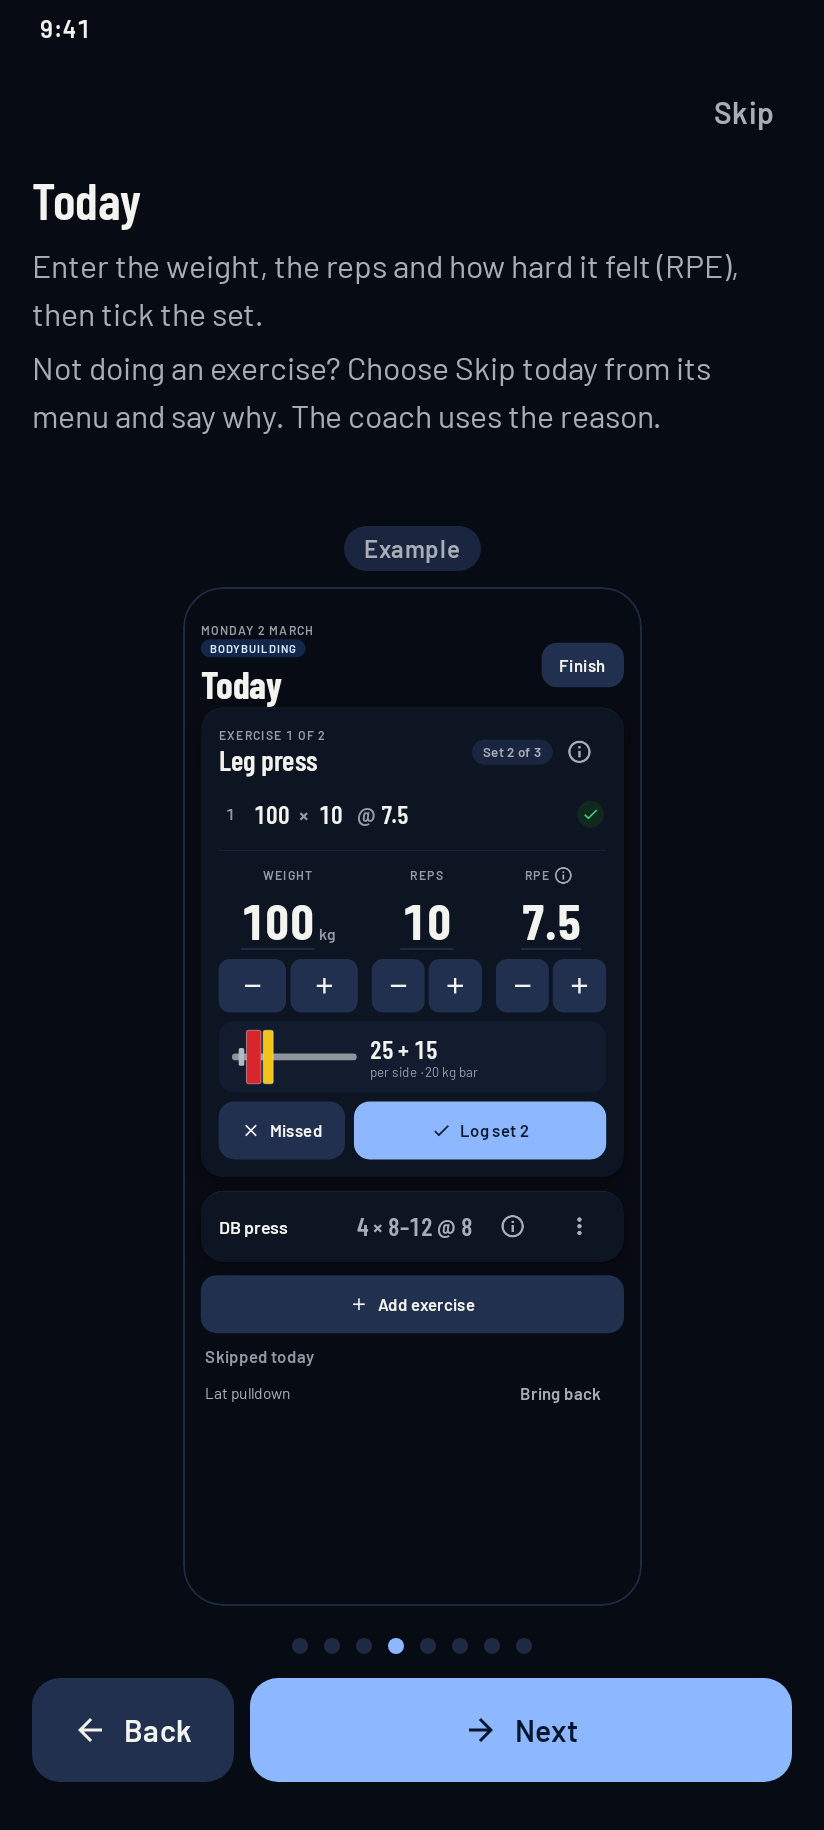 9:41
Skip
Today
Enter the weight, the reps and how hard it felt (RPE),
then tick the set.
Not doing an exercise? Choose Skip today from its
menu and say why. The coach uses the reason.
Example
MONDAY 2 MARCH
BODYBUILDING
Today
Finish
EXERCISE 1 OF 2
Leg press
Set 2 of 3
1 100 × 10 @ 7.5
WEIGHT REPS RPE
100 kg 10 7.5
25 + 15
per side · 20 kg bar
Missed
Log set 2
DB press 4 × 8–12 @ 8
Add exercise
Skipped today
Lat pulldown Bring back
Back
Next